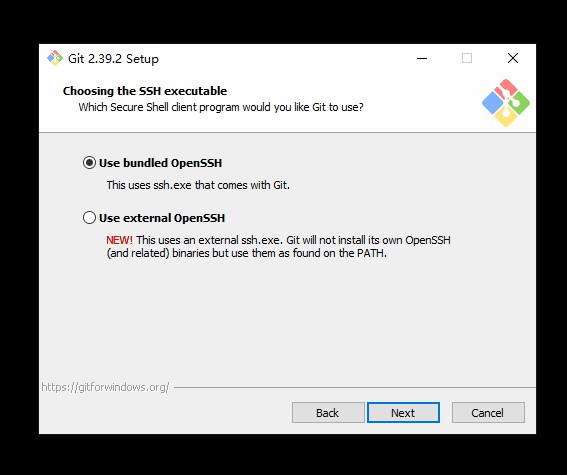 Git 2.39.2 Setup
Choosing the SSH executable
Which Secure Shell client program would you like Git to use?
Use bundled OpenSSH
This uses ssh.exe that comes with Git.
Use external OpenSSH
NEW! This uses an external ssh.exe. Git will not install its own OpenSSH
(and related) binaries but use them as found on the PATH.
https://gitforwindows.org/
Back
Next
Cancel